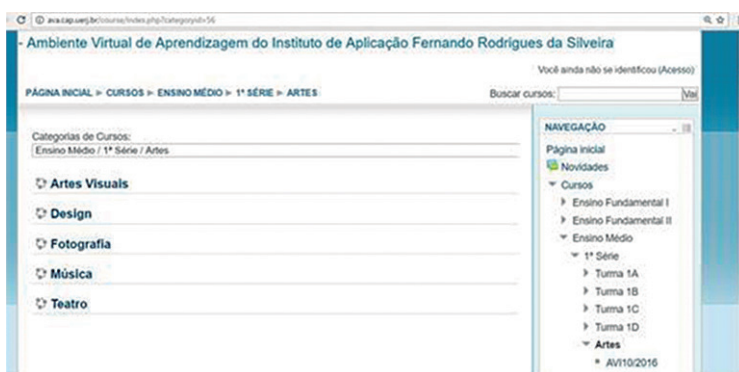 ava.cap.uerj.br/course/index.php?categoryid=56
- Ambiente Virtual de Aprendizagem do Instituto de Aplicação Fernando Rodrigues da Silveira
Você ainda não se identificou (Acesso)
PÁGINA INICIAL ► CURSOS ► ENSINO MÉDIO ► 1ª SÉRIE ► ARTES
Buscar cursos: Vai
Categorias de Cursos:
Ensino Médio / 1ª Série / Artes
Artes Visuais
Design
Fotografia
Música
Teatro
NAVEGAÇÃO
Página inicial
Novidades
Cursos
Ensino Fundamental I
Ensino Fundamental II
Ensino Médio
1ª Série
Turma 1A
Turma 1B
Turma 1C
Turma 1D
Artes
AVI10/2016